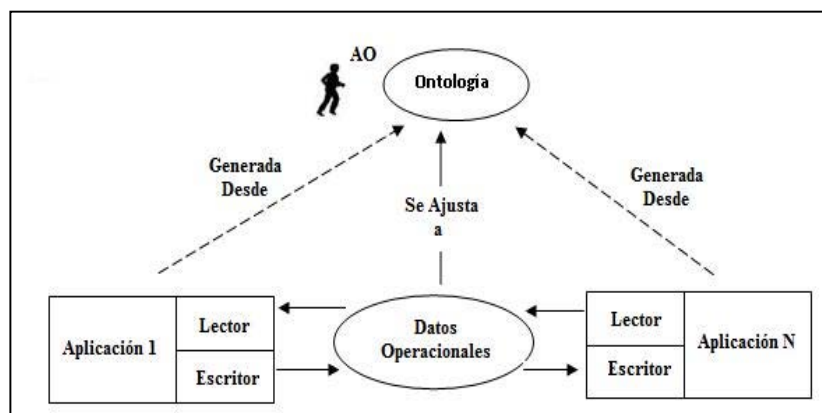 AO
Ontología
Generada
Desde
Generada
Desde
Se Ajusta
a
Aplicación 1
Lector
Escritor
Datos
Operacionales
Lector
Escritor
Aplicación N